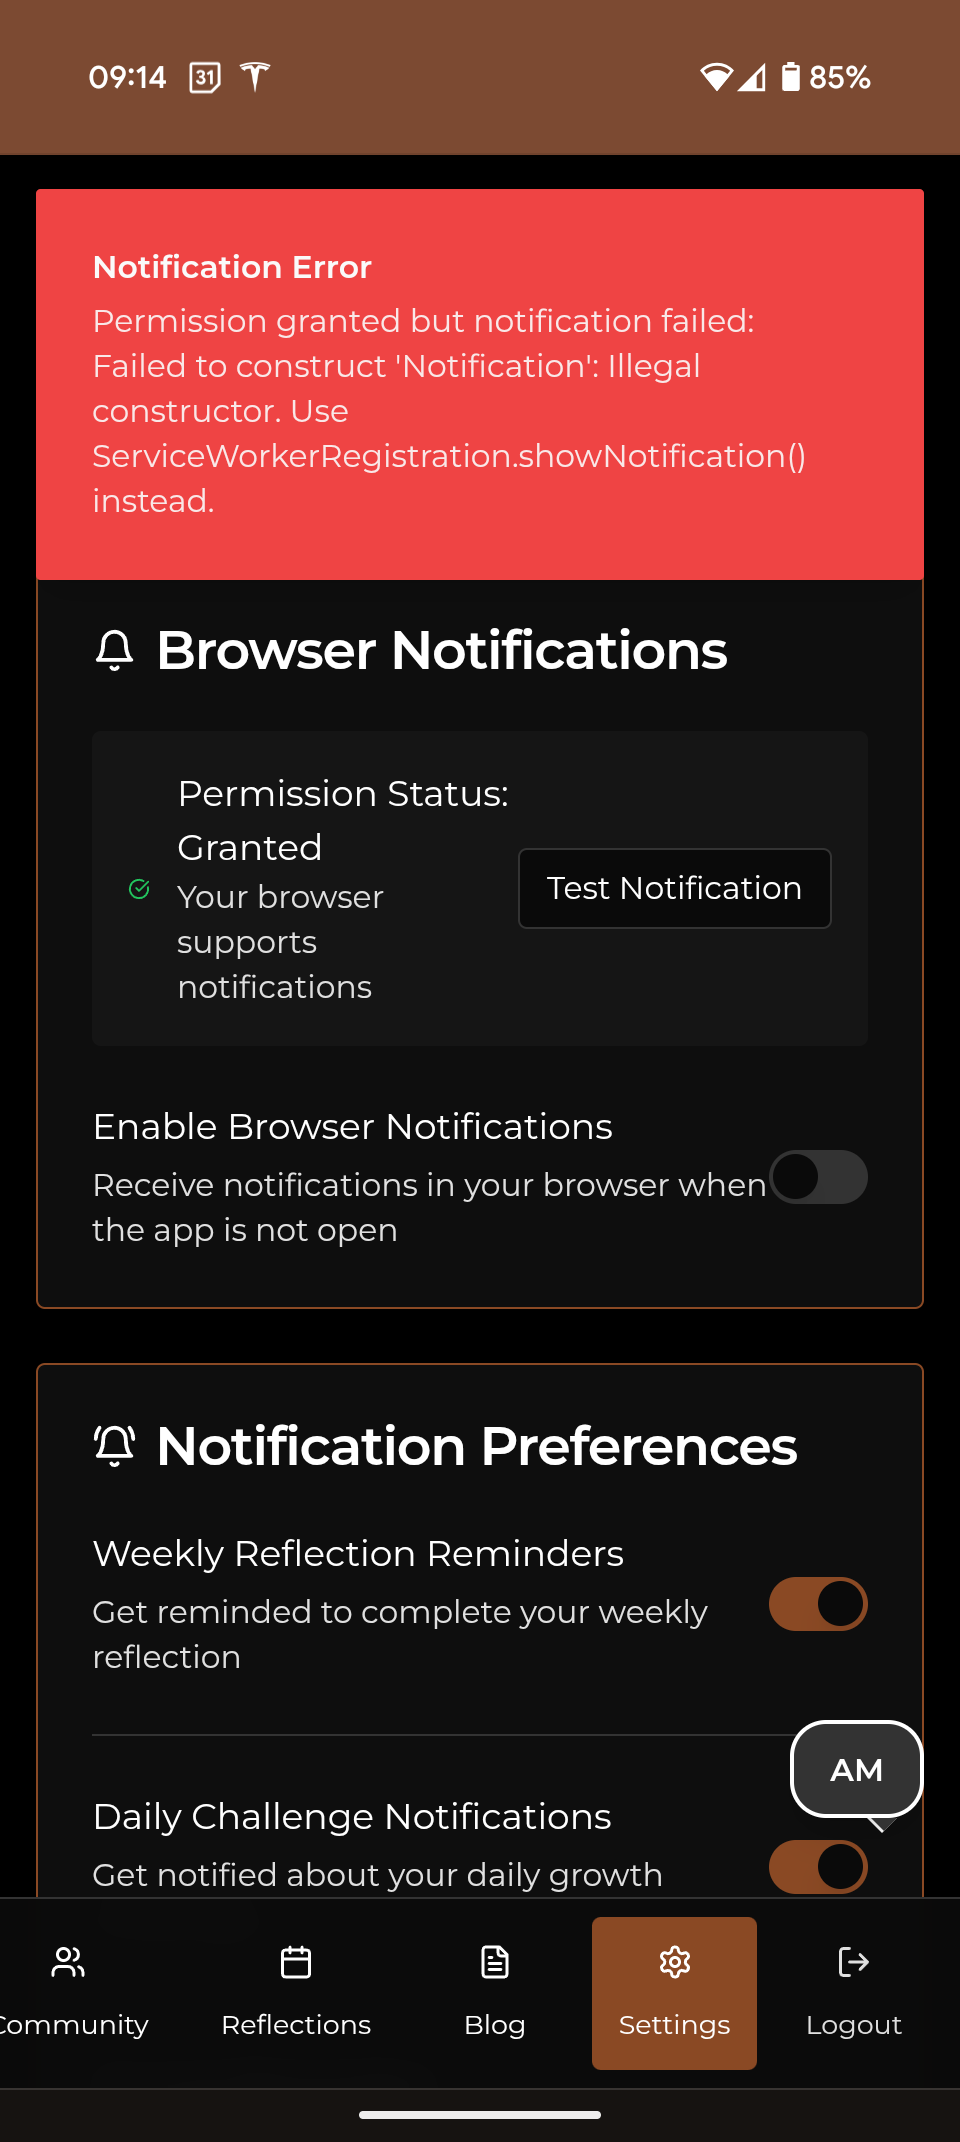 09:14 31 85%
Notification Error
Permission granted but notification failed:
Failed to construct 'Notification': Illegal
constructor. Use
ServiceWorkerRegistration.showNotification()
instead.
Browser Notifications
Permission Status:
Granted
Your browser
supports
notifications
Test Notification
Enable Browser Notifications
Receive notifications in your browser when
the app is not open
Notification Preferences
Weekly Reflection Reminders
Get reminded to complete your weekly
reflection
AM
Daily Challenge Notifications
Get notified about your daily growth
Community Reflections Blog Settings Logout